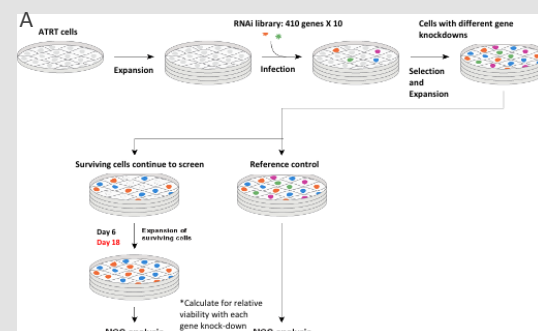 A
ATRT cells
RNAi library: 410 genes X 10
Cells with different gene
knockdowns
Expansion
Infection
Selection
and
Expansion
Surviving cells continue to screen
Reference control
Day 6
Day 18
Expansion of
surviving cells
*Calculate for relative
viability with each
gene knock-down